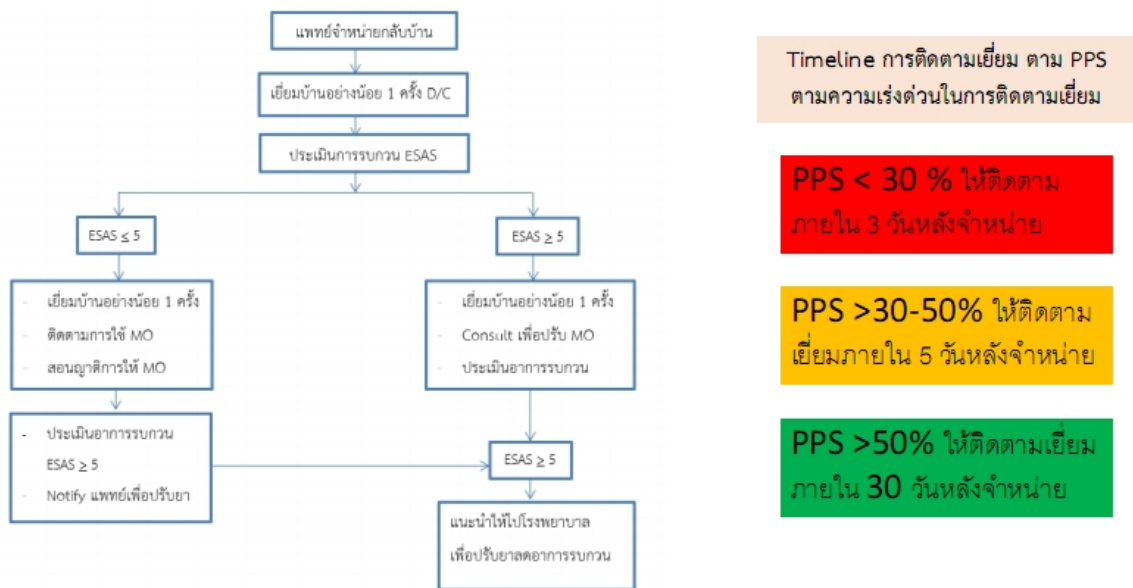 แพทย์จำหน่ายกลับบ้าน
เยี่ยมบ้านอย่างน้อย 1 ครั้ง D/C
ประเมินการรบกวน ESAS
ESAS ≤ 5
- เยี่ยมบ้านอย่างน้อย 1 ครั้ง
- ติดตามการใช้ MO
- สอนญาติการให้ MO
- ประเมินอาการรบกวน
ESAS ≥ 5
- Notify แพทย์เพื่อปรับยา
ESAS ≥ 5
- เยี่ยมบ้านอย่างน้อย 1 ครั้ง
- Consult เพื่อปรับ MO
- ประเมินอาการรบกวน
ESAS ≥ 5
แนะนำให้ไปโรงพยาบาล
เพื่อปรับยาลดอาการรบกวน
Timeline การติดตามเยี่ยม ตาม PPS
ตามความเร่งด่วนในการติดตามเยี่ยม
PPS < 30 % ให้ติดตาม
ภายใน 3 วันหลังจำหน่าย
PPS >30-50% ให้ติดตาม
เยี่ยมภายใน 5 วันหลังจำหน่าย
PPS >50% ให้ติดตามเยี่ยม
ภายใน 30 วันหลังจำหน่าย